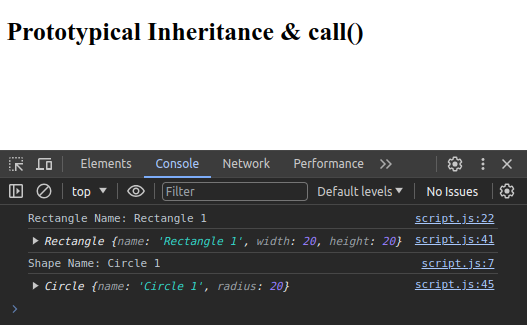 Prototypical Inheritance & call()
Elements Console Network Performance
top Filter Default levels No Issues
Rectangle Name: Rectangle 1 script.js:22
Rectangle {name: 'Rectangle 1', width: 20, height: 20} script.js:41
Shape Name: Circle 1 script.js:7
Circle {name: 'Circle 1', radius: 20} script.js:45